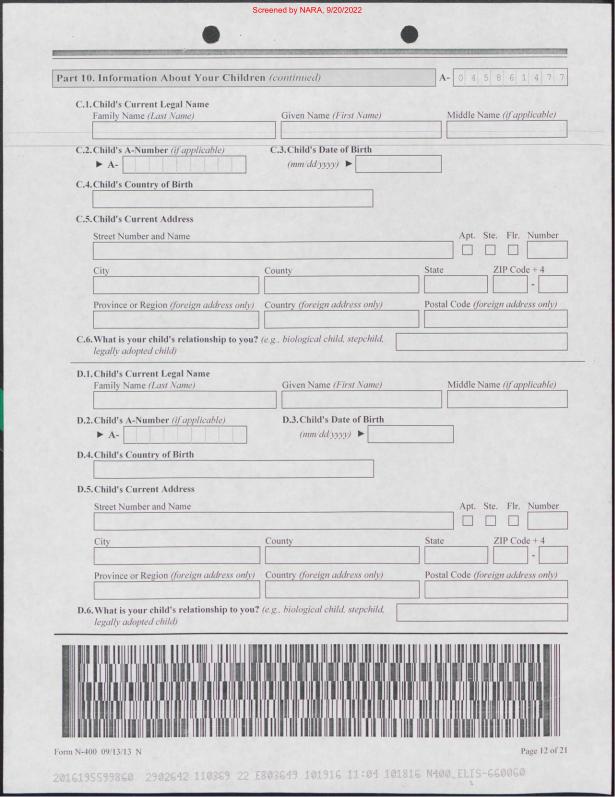 Screened by NARA, 9/20/2022
Part 10. Information About Your Children (continued)
A- 0 4 5 8 6 1 4 7 7
C.1. Child's Current Legal Name
Family Name (Last Name) Given Name (First Name) Middle Name (if applicable)
C.2. Child's A-Number (if applicable) C.3. Child's Date of Birth
► A- (mm/dd/yyyy) ►
C.4. Child's Country of Birth
C.5. Child's Current Address
Street Number and Name Apt. Ste. Flr. Number
City County State ZIP Code + 4
-
Province or Region (foreign address only) Country (foreign address only) Postal Code (foreign address only)
C.6. What is your child's relationship to you? (e.g., biological child, stepchild,
legally adopted child)
D.1. Child's Current Legal Name
Family Name (Last Name) Given Name (First Name) Middle Name (if applicable)
D.2. Child's A-Number (if applicable) D.3. Child's Date of Birth
► A- (mm/dd/yyyy) ►
D.4. Child's Country of Birth
D.5. Child's Current Address
Street Number and Name Apt. Ste. Flr. Number
City County State ZIP Code + 4
-
Province or Region (foreign address only) Country (foreign address only) Postal Code (foreign address only)
D.6. What is your child's relationship to you? (e.g., biological child, stepchild,
legally adopted child)
Form N-400 09/13/13 N Page 12 of 21
2016195599860 2902642 110369 22 E803649 101916 11:04 101816 N400_ELIS-660060